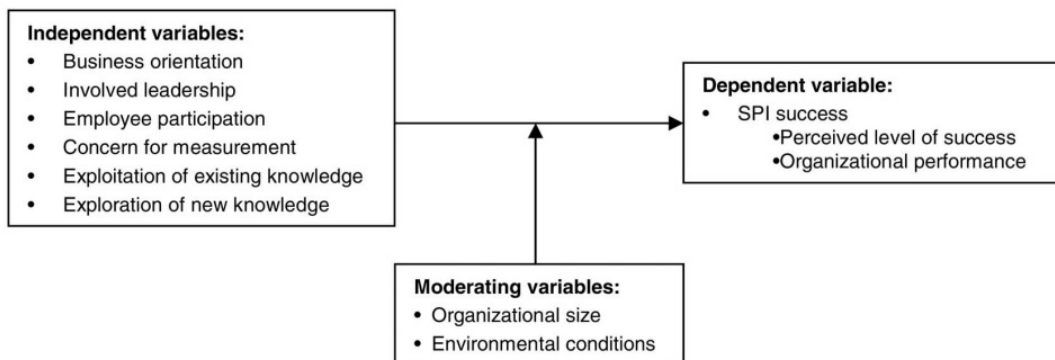 Independent variables:
• Business orientation
• Involved leadership
• Employee participation
• Concern for measurement
• Exploitation of existing knowledge
• Exploration of new knowledge
Dependent variable:
• SPI success
•Perceived level of success
•Organizational performance
Moderating variables:
• Organizational size
• Environmental conditions